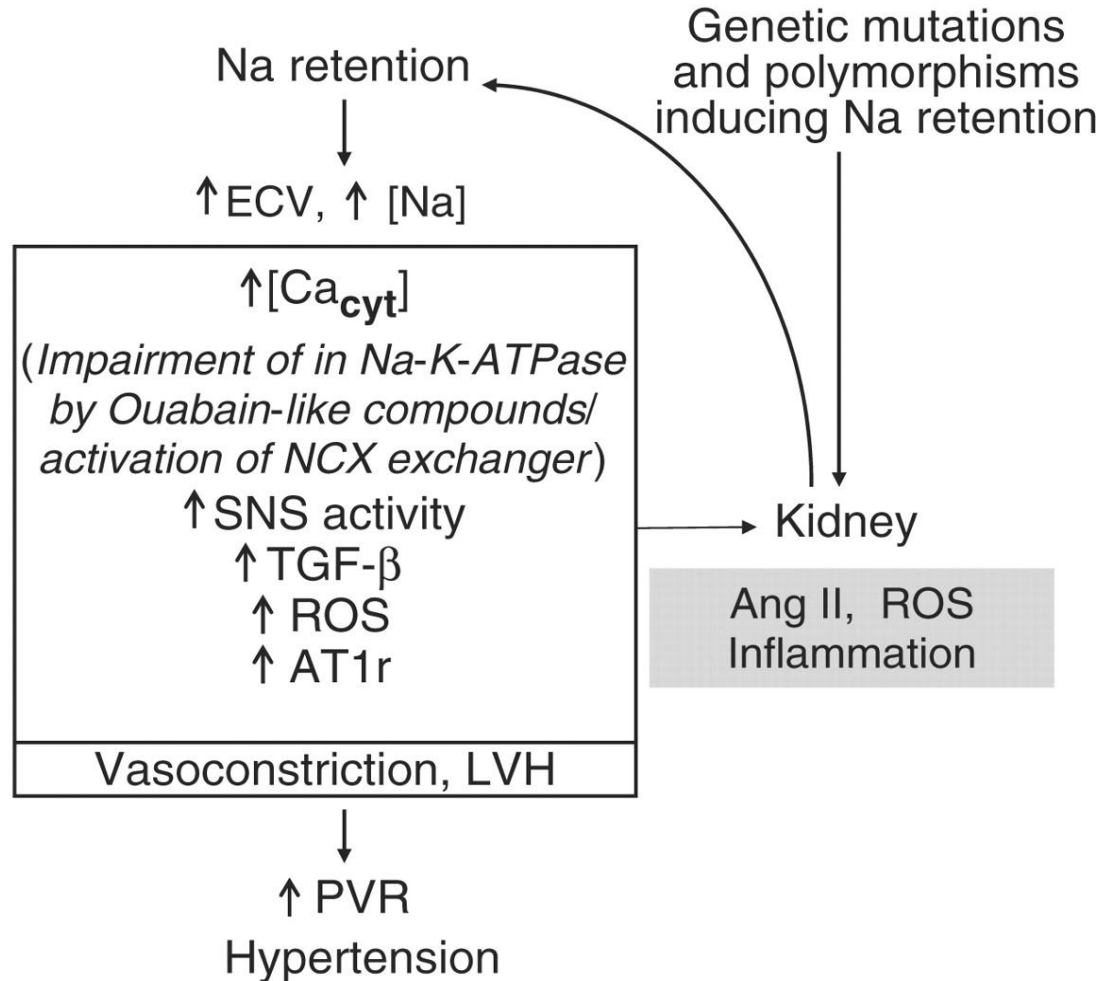 Na retention
Genetic mutations
and polymorphisms
inducing Na retention
↑ECV, ↑ [Na]
↑[Cacyt]
(Impairment of in Na-K-ATPase
by Ouabain-like compounds/
activation of NCX exchanger)
↑SNS activity
↑TGF-β
↑ ROS
↑ AT1r
Vasoconstriction, LVH
↑ PVR
Hypertension
Kidney
Ang II, ROS
Inflammation